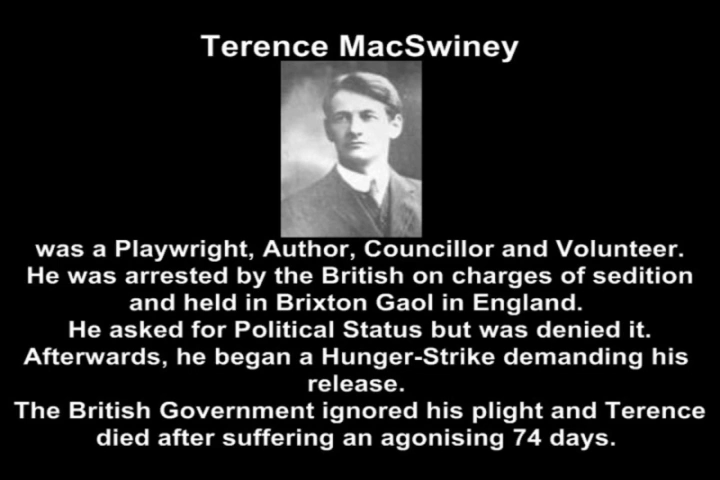 Terence MacSwiney
was a Playwright, Author, Councillor and Volunteer.
He was arrested by the British on charges of sedition
and held in Brixton Gaol in England.
He asked for Political Status but was denied it.
Afterwards, he began a Hunger-Strike demanding his
release.
The British Government ignored his plight and Terence
died after suffering an agonising 74 days.